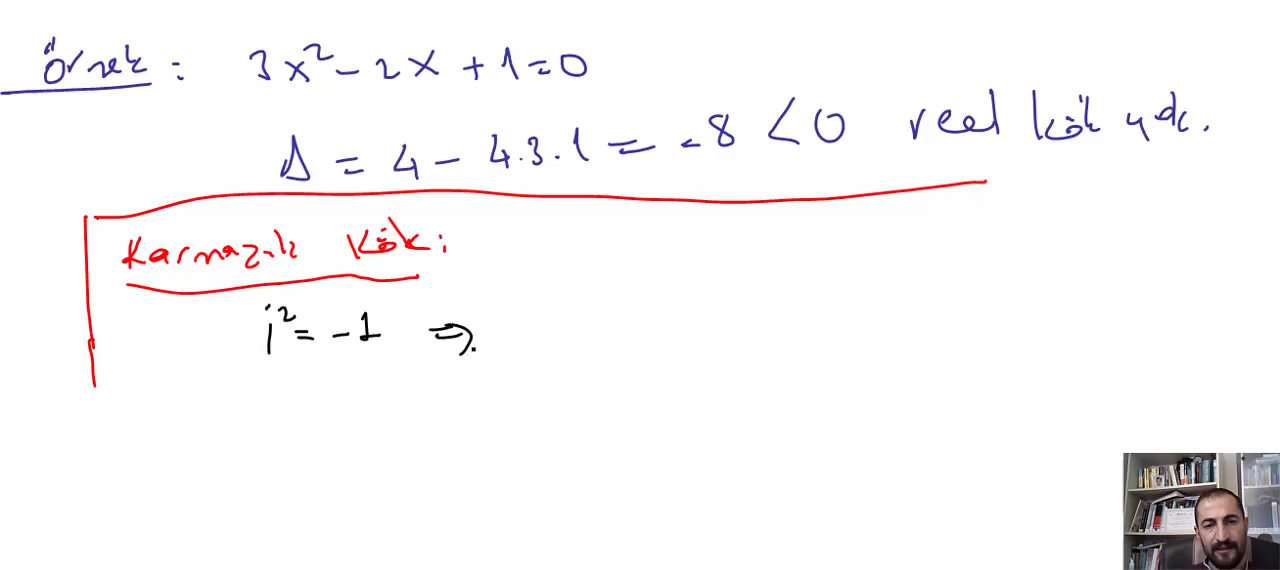 örnek : 3x² - 2x + 1 = 0
Δ = 4 - 4.3.1 = -8 < 0 reel kök yok.
Karmaşık Kök:
i² = -1 ⇒